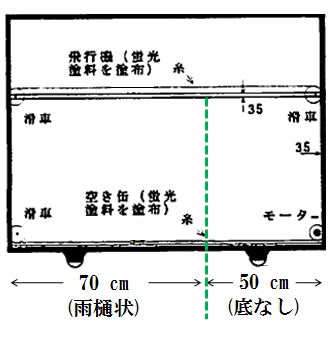 飛行機（蛍光
塗料を塗布）
糸
35
滑車
滑車
35
空き缶（蛍光
塗料を塗布）
滑車
糸
モーター
70 cm
(雨樋状)
50 cm
(底なし)